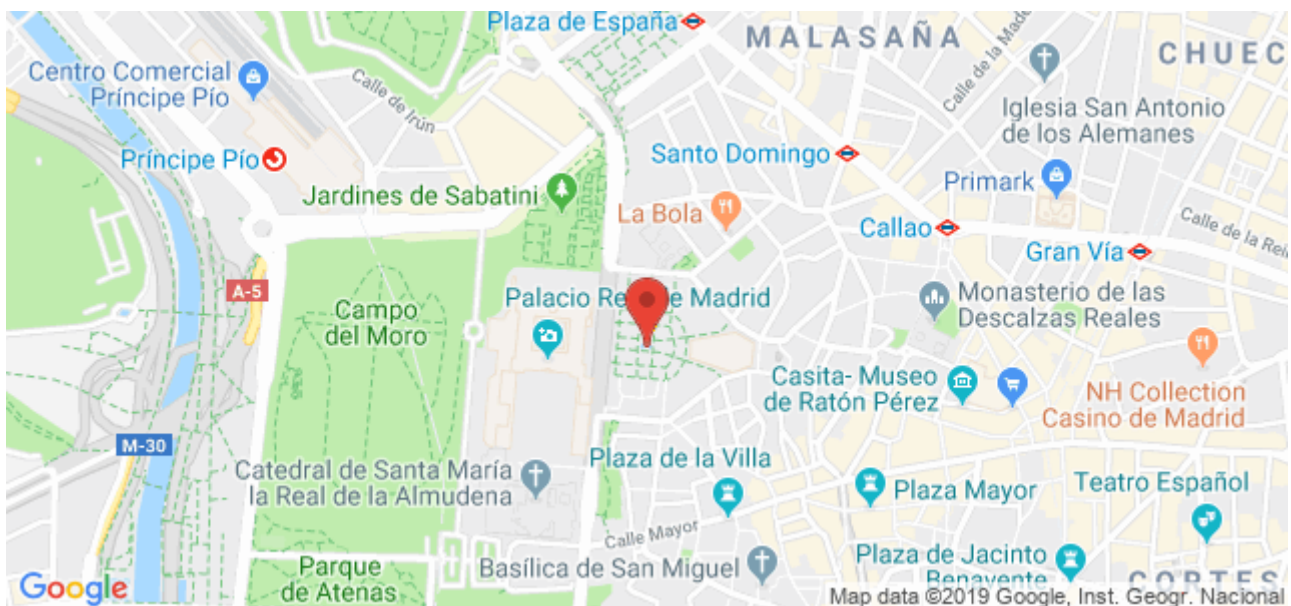 Plaza de España
MALASAÑA
CHUEC
Calle de la Made
Centro Comercial
Príncipe Pío
Calle de Irún
Iglesia San Antonio
de los Alemanes
Príncipe Pío
Santo Domingo
Primark
Jardines de Sabatini
La Bola
Callao
Calle de la Rei
Gran Vía
A-5
Campo
del Moro
Palacio Re de Madrid
Monasterio de las
Descalzas Reales
Casita- Museo
de Ratón Pérez
NH Collection
Casino de Madrid
M-30
Catedral de Santa María
la Real de la Almudena
Plaza de la Villa
Plaza Mayor
Teatro Español
Calle Mayor
Basílica de San Miguel
Plaza de Jacinto
Benavente
CORTES
Parque
de Atenas
Google
Map data ©2019 Google, Inst. Geogr. Nacional